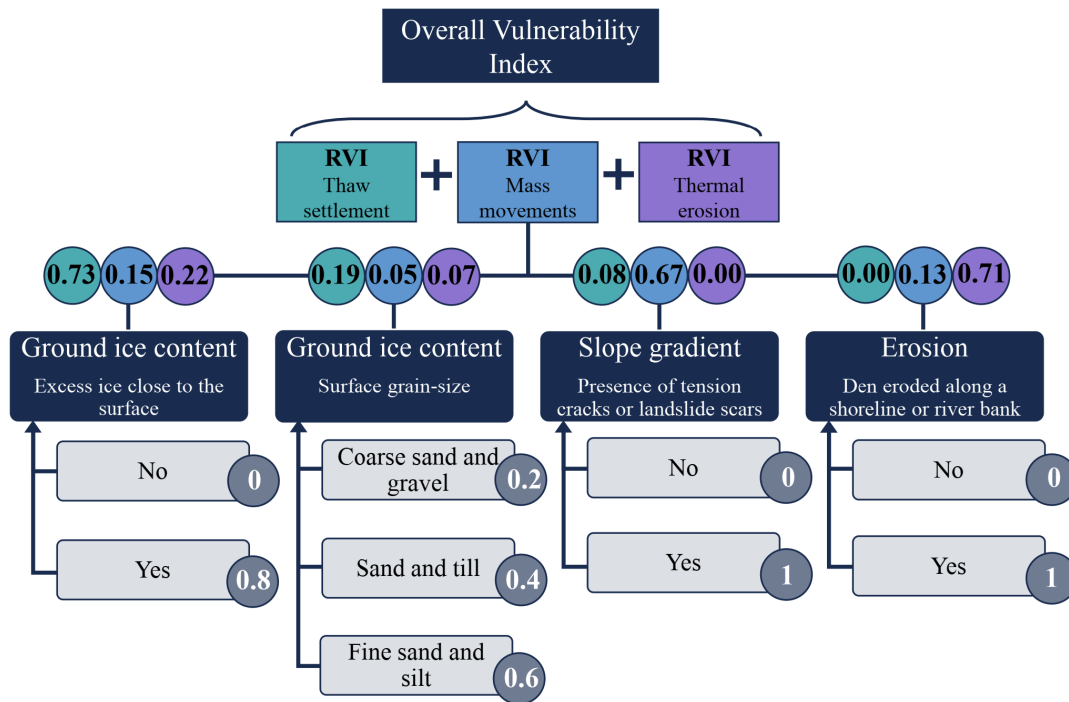 Overall Vulnerability
Index
RVI
Thaw
settlement
+
RVI
Mass
movements
+
RVI
Thermal
erosion
0.73 0.15 0.22
0.19 0.05 0.07
0.08 0.67 0.00
0.00 0.13 0.71
Ground ice content
Excess ice close to the
surface
No
0
Yes
0.8
Ground ice content
Surface grain-size
Coarse sand and
gravel
0.2
Sand and till
0.4
Fine sand and
silt
0.6
Slope gradient
Presence of tension
cracks or landslide scars
No
0
Yes
1
Erosion
Den eroded along a
shoreline or river bank
No
0
Yes
1